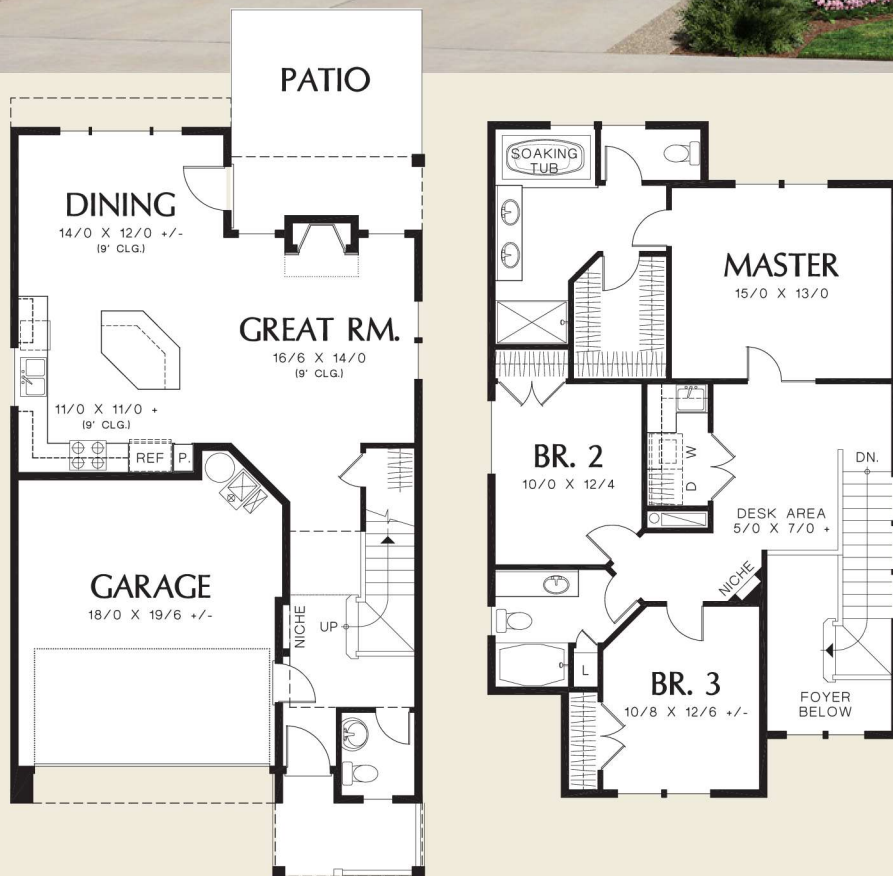 PATIO
DINING
14/0 X 12/0 +/-
(9' CLG.)
GREAT RM.
16/6 X 14/0
(9' CLG.)
11/0 X 11/0 +
(9' CLG.)
REF
P.
GARAGE
18/0 X 19/6 +/-
NICHE
UP
SOAKING
TUB
MASTER
15/0 X 13/0
BR. 2
10/0 X 12/4
W
D
DN.
DESK AREA
5/0 X 7/0 +
NICHE
L
BR. 3
10/8 X 12/6 +/-
FOYER
BELOW